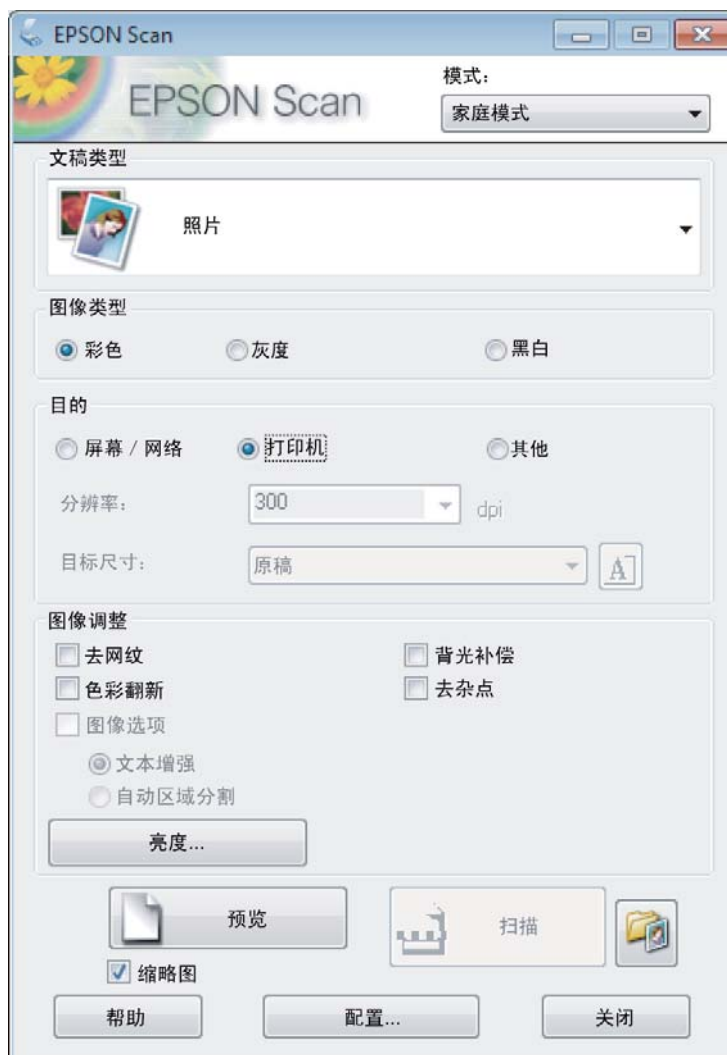 EPSON Scan
EPSON Scan
模式：
家庭模式
文稿类型
照片
图像类型
彩色 灰度 黑白
目的
屏幕 / 网络 打印机 其他
分辨率： 300 dpi
目标尺寸： 原稿 A
图像调整
去网纹 背光补偿
色彩翻新 去杂点
图像选项
文本增强
自动区域分割
亮度...
预览 扫描
缩略图
帮助 配置... 关闭